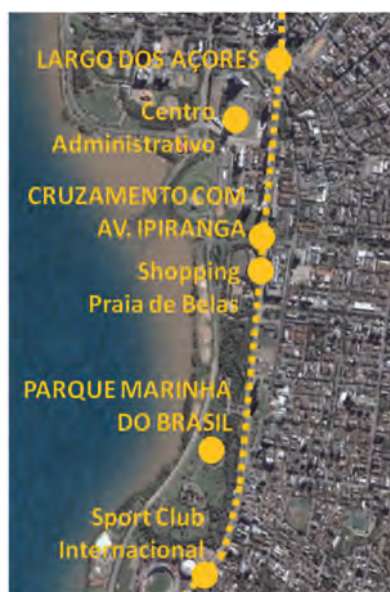 LARGO DOS AÇORES
Centro
Administrativo
CRUZAMENTO COM
AV. IPIRANGA
Shopping
Praia de Belas
PARQUE MARINHA
DO BRASIL
Sport Club
Internacional